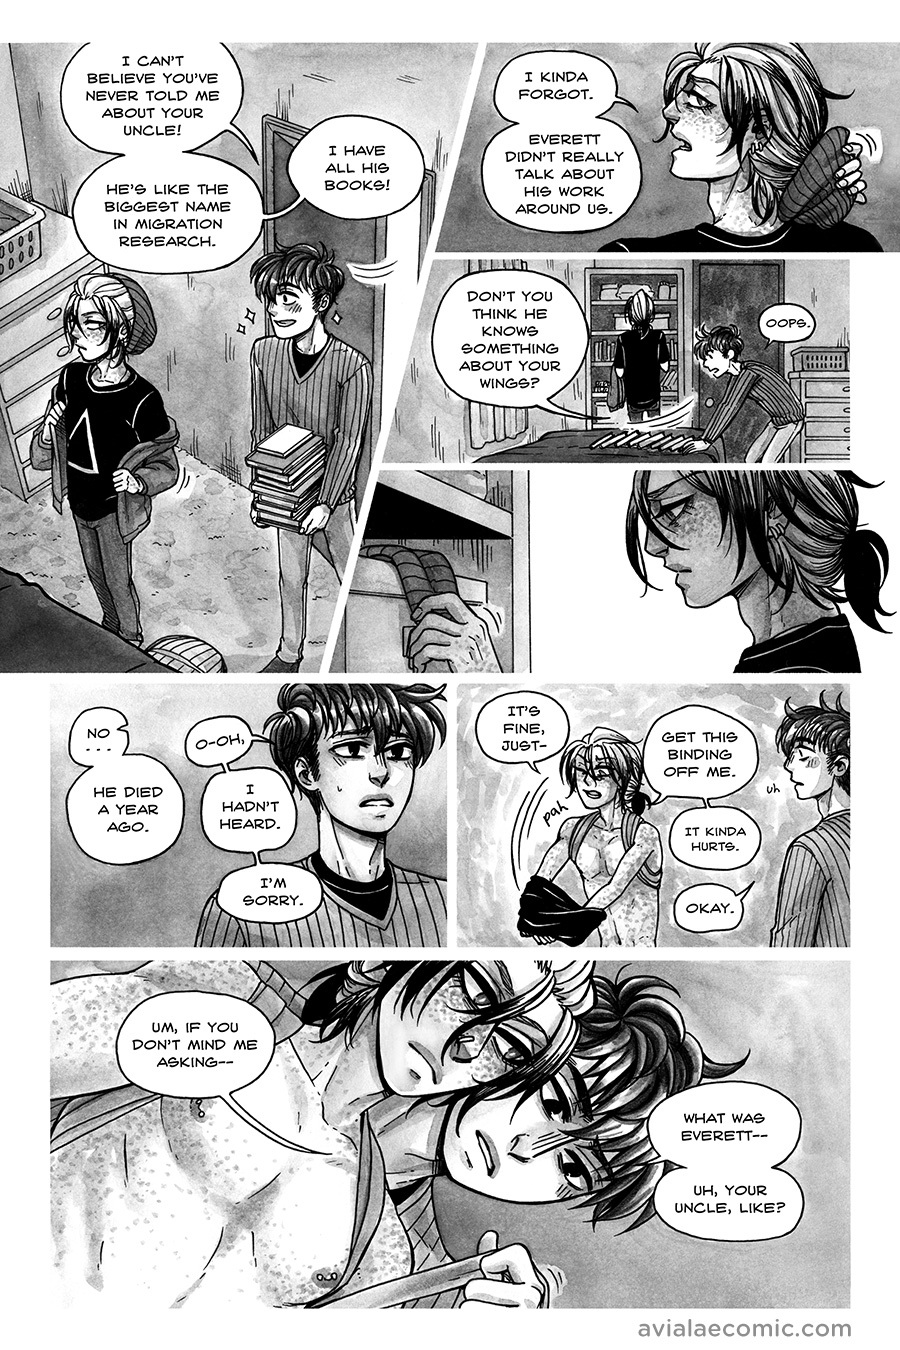 I CAN'T
BELIEVE YOU'VE
NEVER TOLD ME
ABOUT YOUR
UNCLE!
HE'S LIKE THE
BIGGEST NAME
IN MIGRATION
RESEARCH.
I HAVE
ALL HIS
BOOKS!
I KINDA
FORGOT.
EVERETT
DIDN'T REALLY
TALK ABOUT
HIS WORK
AROUND US.
DON'T YOU
THINK HE
KNOWS
SOMETHING
ABOUT YOUR
WINGS?
OOPS.
NO
...
HE DIED
A YEAR
AGO.
O-OH,
I
HADN'T
HEARD.
I'M
SORRY.
IT'S
FINE,
JUST-
pah
GET THIS
BINDING
OFF ME.
IT KINDA
HURTS.
uh
OKAY.
UM, IF YOU
DON'T MIND ME
ASKING--
WHAT WAS
EVERETT--
UH, YOUR
UNCLE, LIKE?
avialaecomic.com